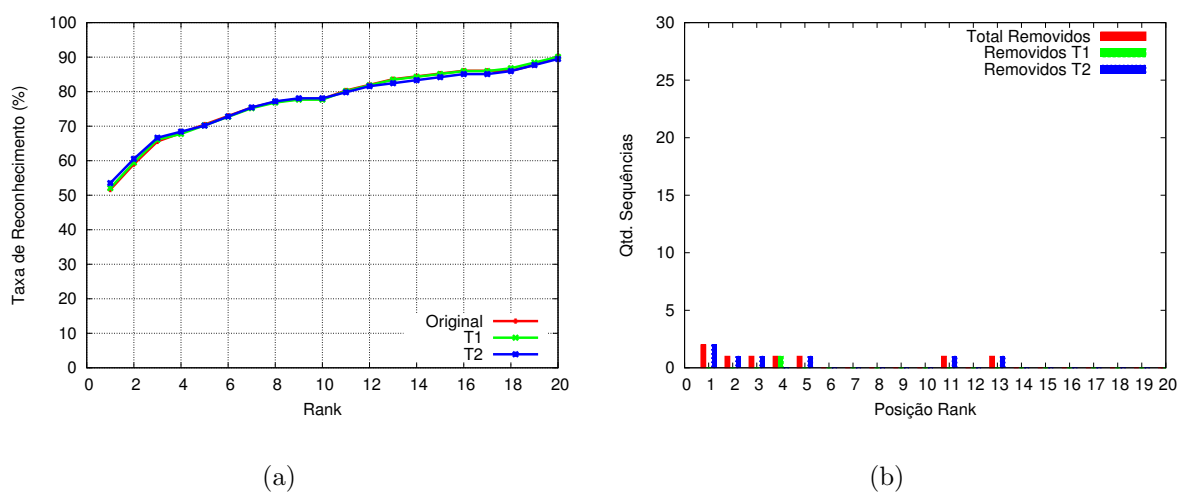 100
90
80
70
60
50
40
30
20
10
0
Taxa de Reconhecimento (%)
Original
T1
T2
0 2 4 6 8 10 12 14 16 18 20
Rank
(a)
30
25
20
15
10
5
0
Qtd. Sequências
Total Removidos
Removidos T1
Removidos T2
0 1 2 3 4 5 6 7 8 9 10 11 12 13 14 15 16 17 18 19 20
Posição Rank
(b)